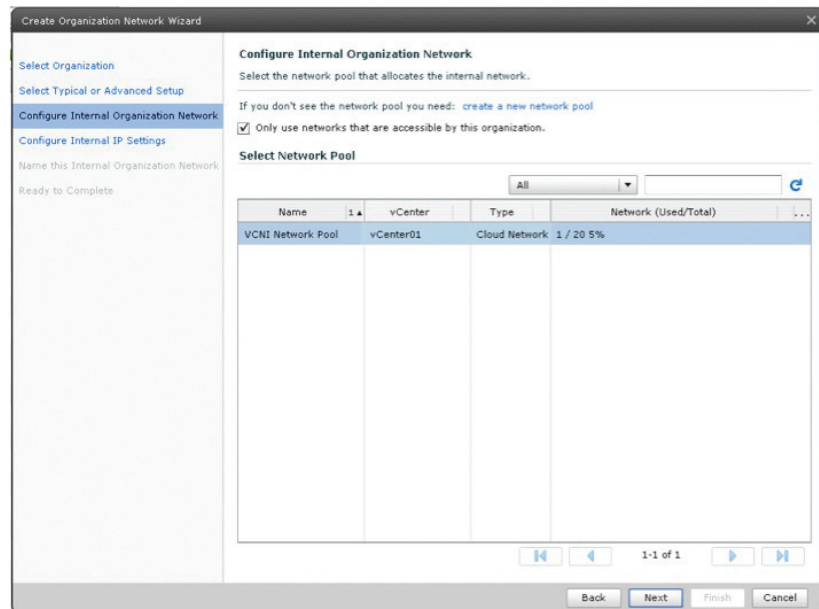 Create Organization Network Wizard
Select Organization
Select Typical or Advanced Setup
Configure Internal Organization Network
Configure Internal IP Settings
Name this Internal Organization Network
Ready to Complete
Configure Internal Organization Network
Select the network pool that allocates the internal network.
If you don't see the network pool you need: create a new network pool
Only use networks that are accessible by this organization.
Select Network Pool
All
Name 1 ▲ vCenter Type Network (Used/Total) ...
VCNI Network Pool vCenter01 Cloud Network 1 / 20 5%
1-1 of 1
Back Next Finish Cancel